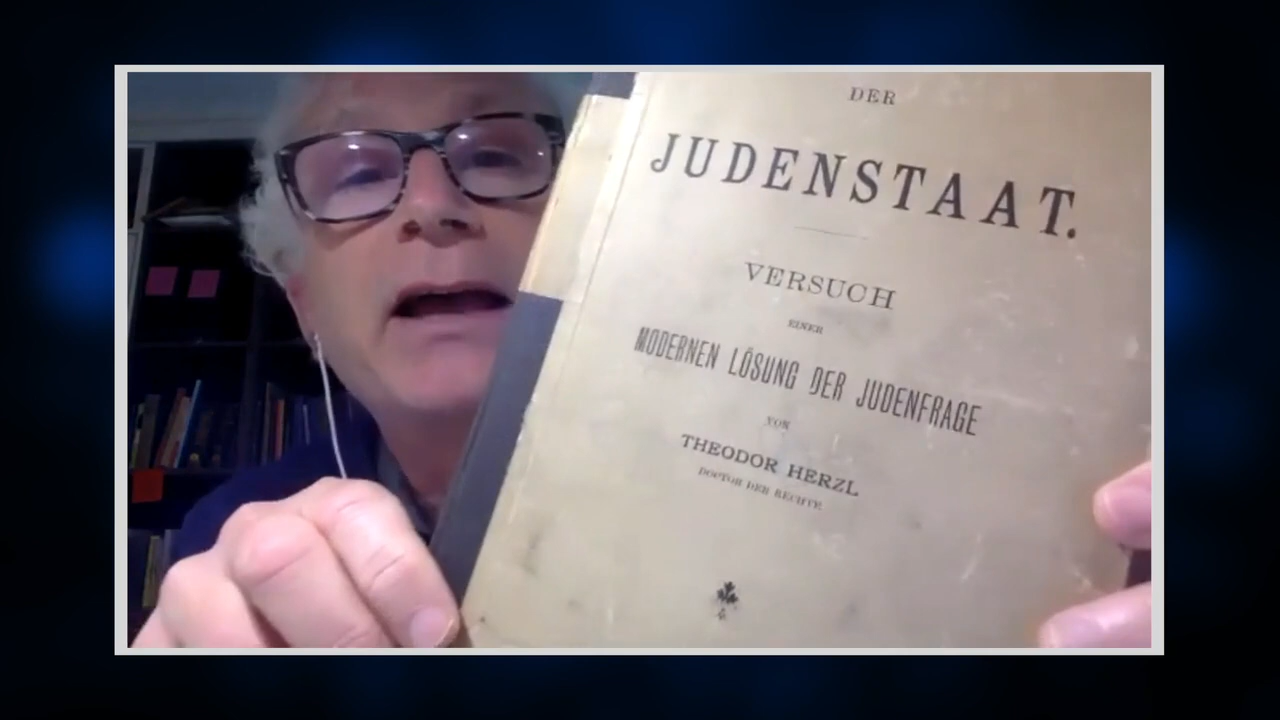 DER
JUDENSTAAT.
VERSUCH
EINER
MODERNEN LÖSUNG DER JUDENFRAGE
VON
THEODOR HERZL
DOCTOR DER RECHTE